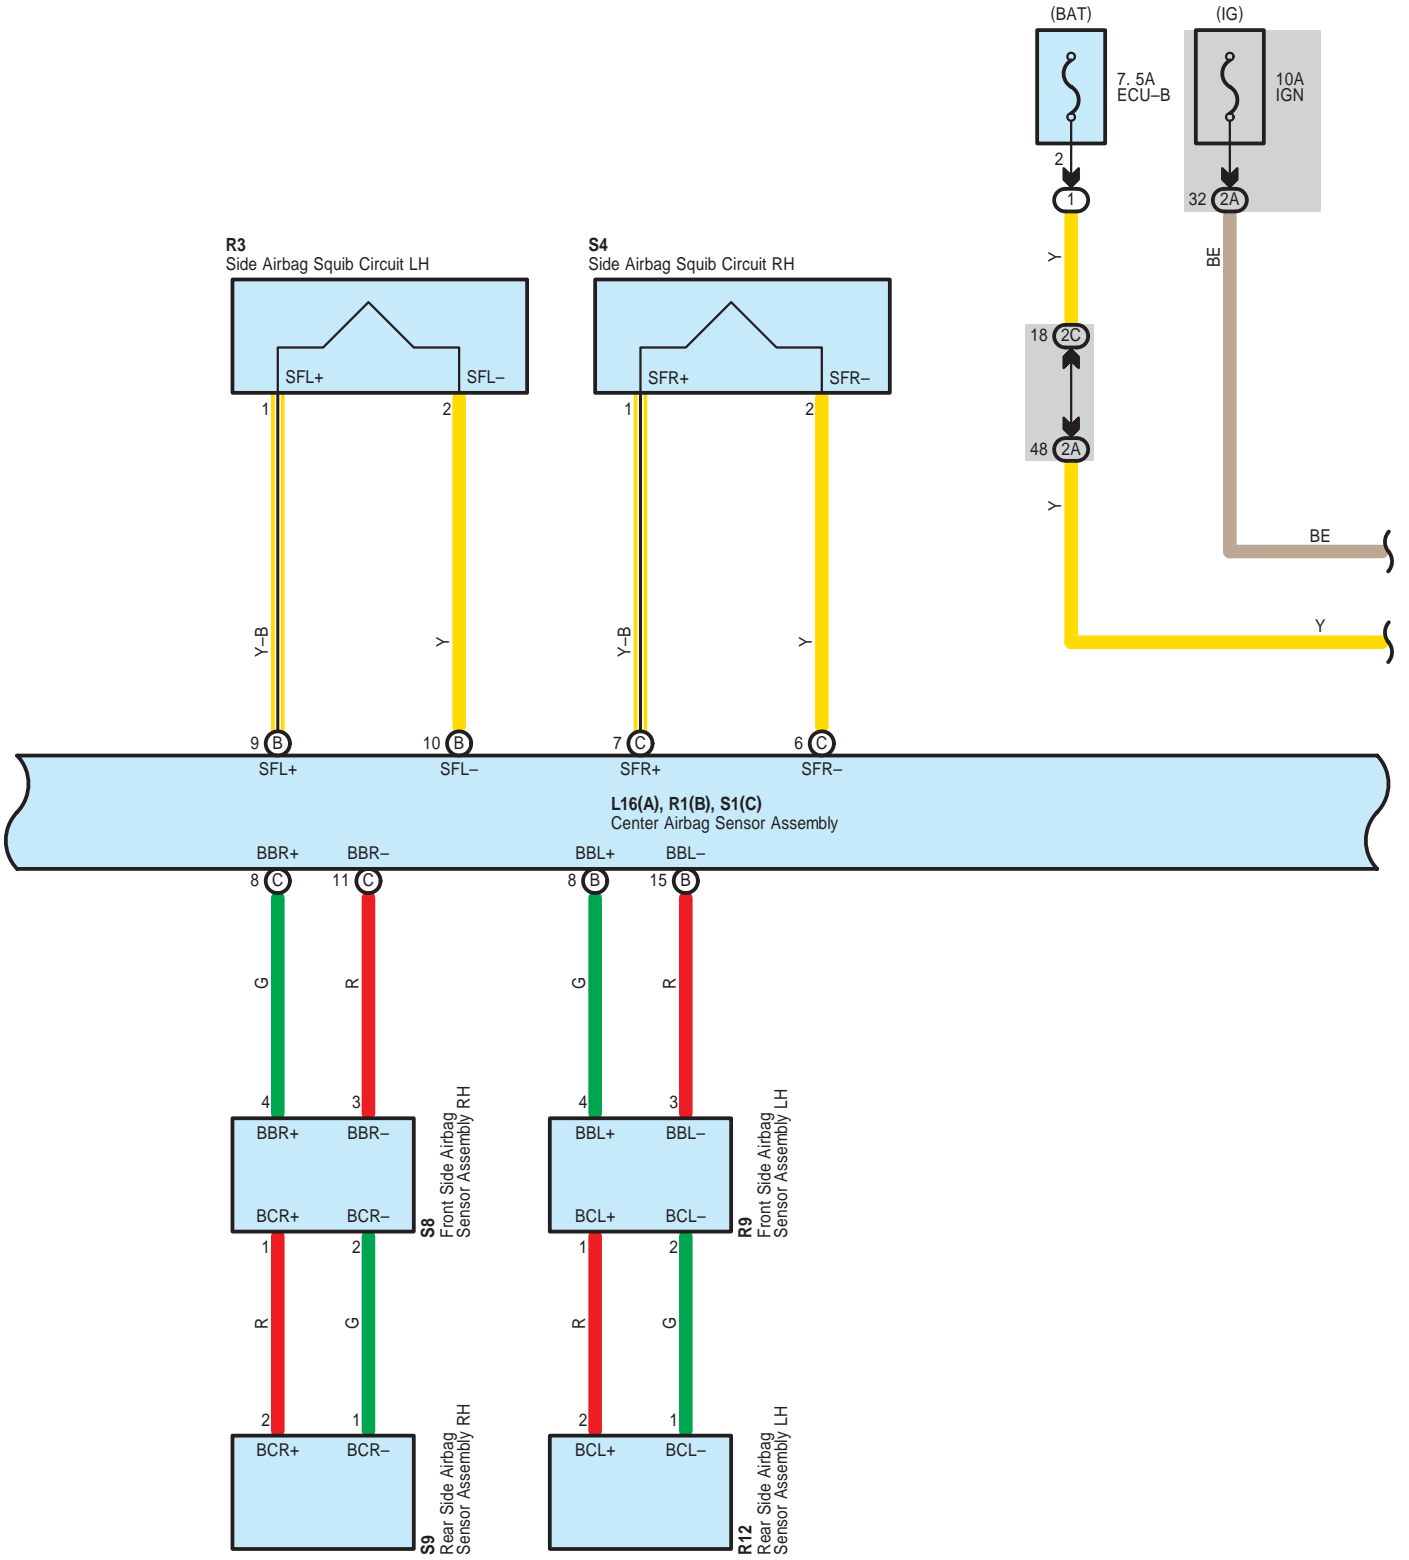 (BAT)
(IG)
7. 5A
ECU–B
10A
IGN
2
1
32 2A
Y
BE
R3
Side Airbag Squib Circuit LH
S4
Side Airbag Squib Circuit RH
18 2C
SFL+
SFL–
SFR+
SFR–
1
2
1
2
48 2A
Y
BE
Y
Y–B
Y
Y–B
Y
9 B
10 B
7 C
6 C
SFL+
SFL–
SFR+
SFR–
L16(A), R1(B), S1(C)
Center Airbag Sensor Assembly
BBR+
BBR–
BBL+
BBL–
8 C
11 C
8 B
15 B
G
R
G
R
4
3
4
3
BBR+
BBR–
BBL+
BBL–
BCR+
BCR–
BCL+
BCL–
S8
Front Side Airbag
Sensor Assembly RH
R9
Front Side Airbag
Sensor Assembly LH
1
2
1
2
R
G
R
G
2
1
2
1
BCR+
BCR–
BCL+
BCL–
S9
Rear Side Airbag
Sensor Assembly RH
R12
Rear Side Airbag
Sensor Assembly LH